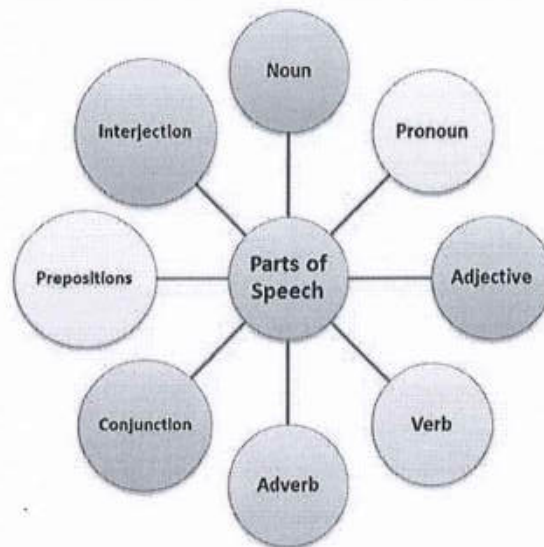 Noun
Pronoun
Adjective
Verb
Adverb
Conjunction
Prepositions
Interjection
Parts of
Speech